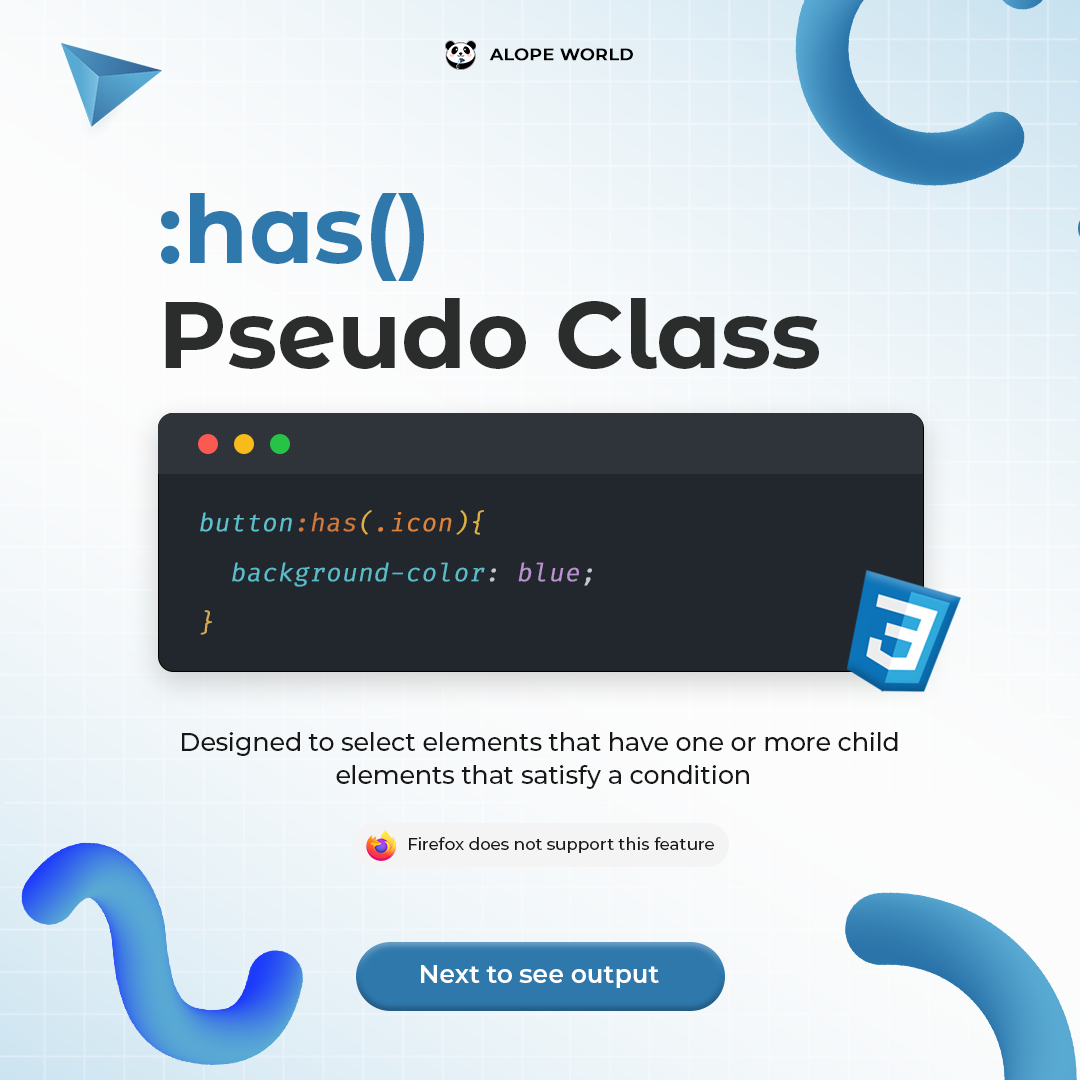 ALOPE WORLD
:has()
Pseudo Class
button:has(.icon){
background-color: blue;
}
3
Designed to select elements that have one or more child
elements that satisfy a condition
Firefox does not support this feature
Next to see output